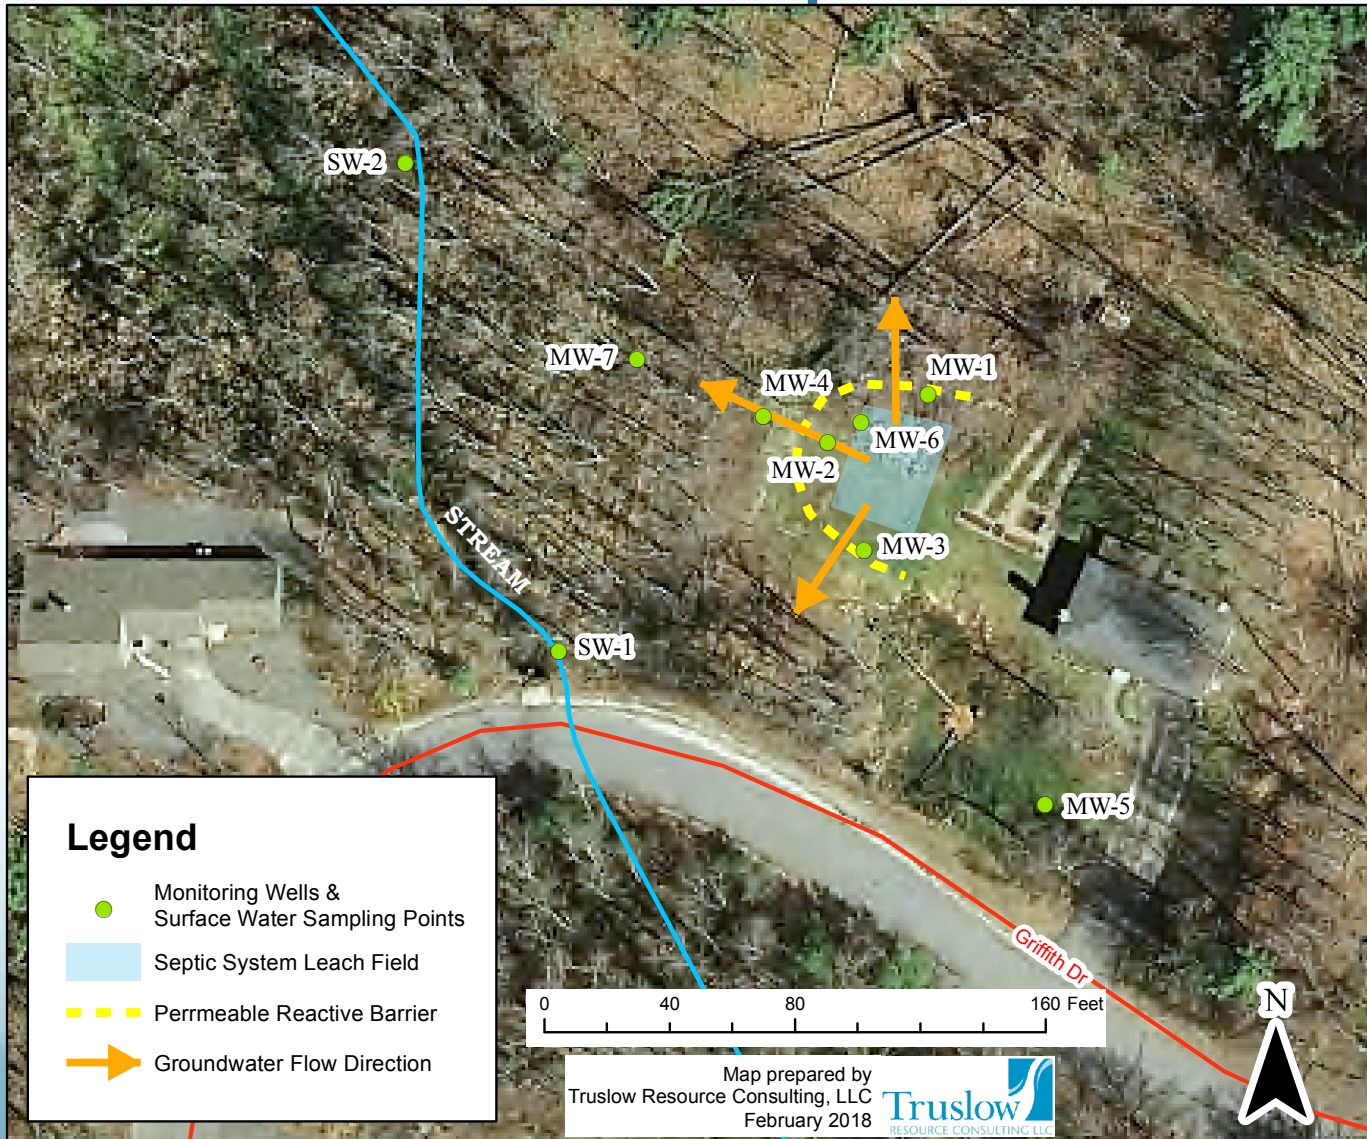 SW-2
MW-7
MW-4
MW-1
MW-6
MW-2
MW-3
STREAM
SW-1
MW-5
Griffith Dr
Legend
Monitoring Wells &
Surface Water Sampling Points
Septic System Leach Field
Perrmeable Reactive Barrier
Groundwater Flow Direction
0 40 80 160 Feet
N
Map prepared by
Truslow Resource Consulting, LLC
February 2018
Truslow
RESOURCE CONSULTING LLC